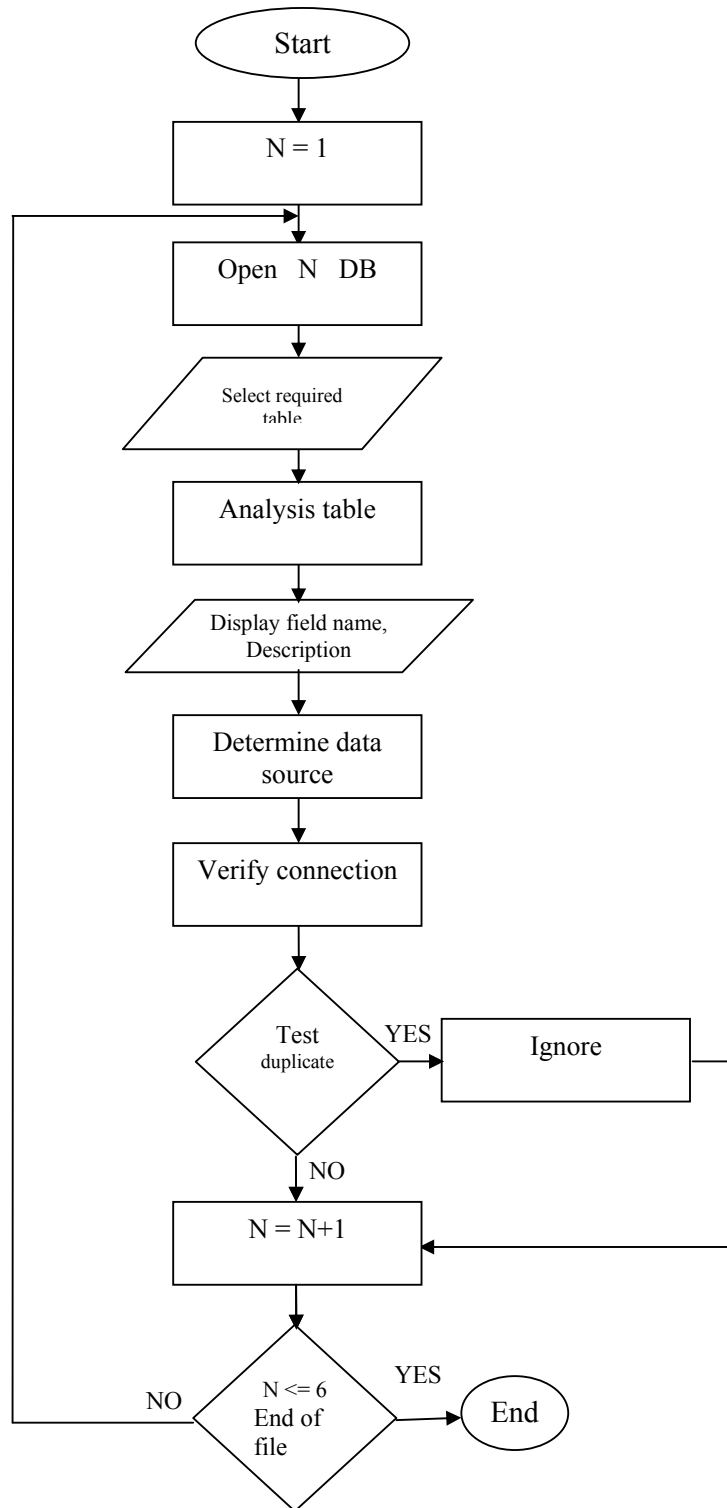 Start
N = 1
Open N DB
Select required
table
Analysis table
Display field name,
Description
Determine data
source
Verify connection
Test
duplicate
YES
Ignore
NO
N = N+1
N <= 6
End of
file
NO
YES
End